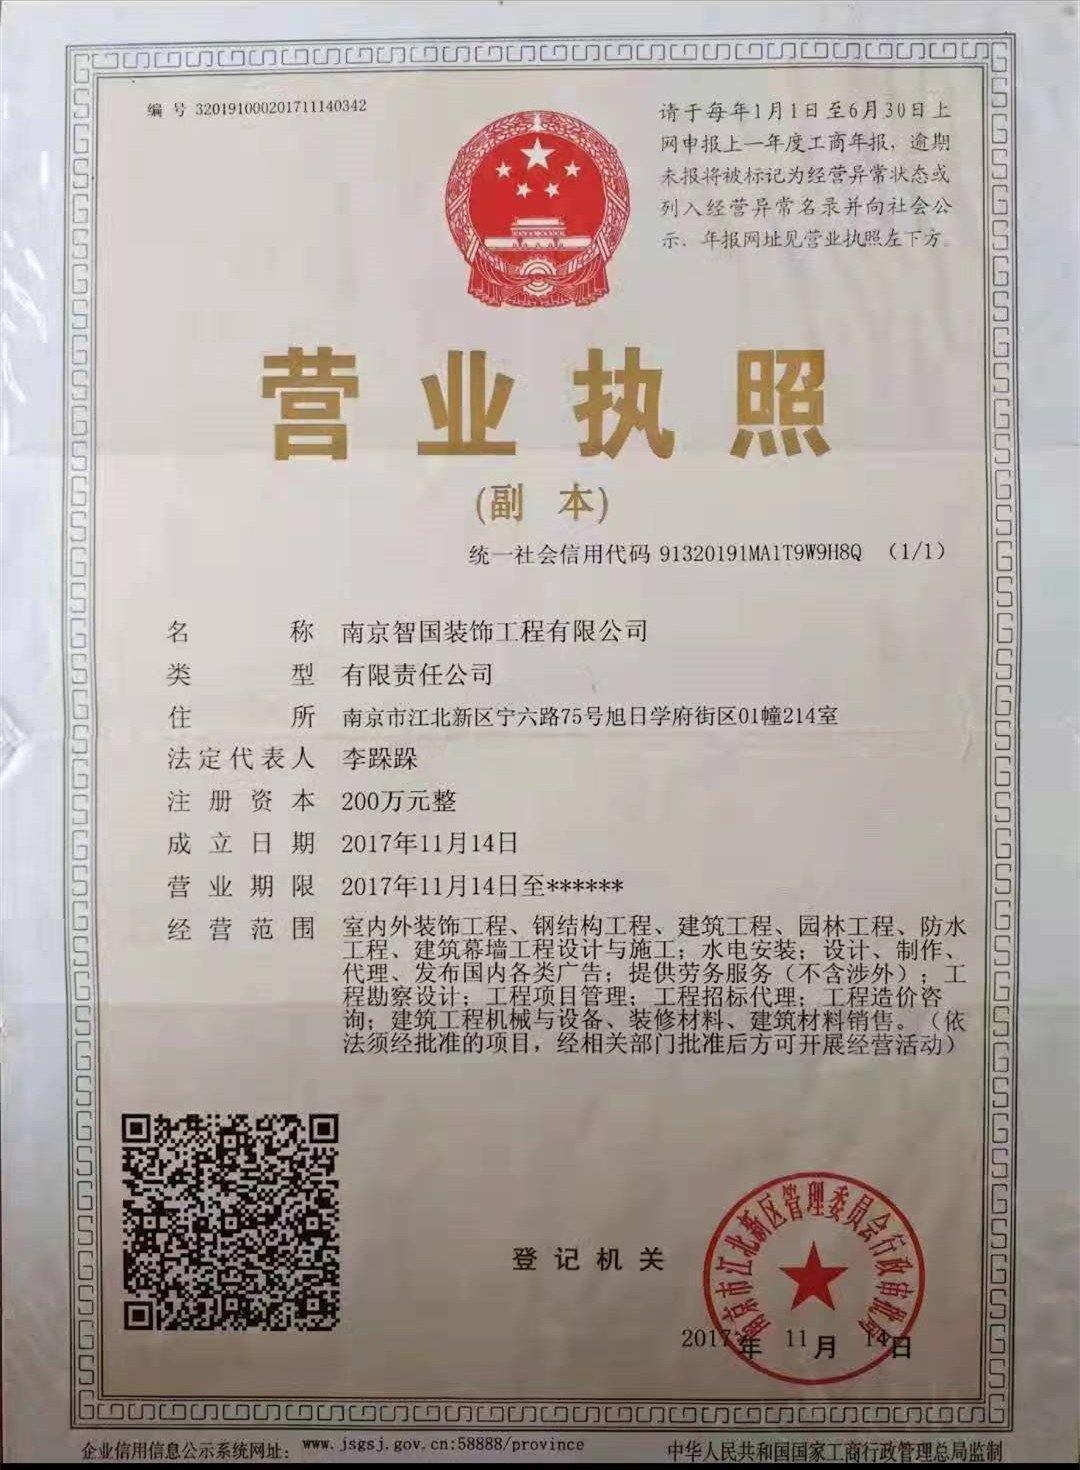 编 号 320191000201711140342
请于每年1月1日至6月30日上
网申报上一年度工商年报,逾期
未报将被标记为经营异常状态或
列入经营异常名录并向社会公
示。年报网址见营业执照左下方。
营业执照
(副 本)
统一社会信用代码 91320191MA1T9W9H8Q (1/1)
名称 南京智国装饰工程有限公司
类型 有限责任公司
住所 南京市江北新区宁六路75号旭日学府街区01幢214室
法定代表人 李跺跺
注册资本 200万元整
成立日期 2017年11月14日
营业期限 2017年11月14日至******
经营范围 室内外装饰工程、钢结构工程、建筑工程、园林工程、防水
工程、建筑幕墙工程设计与施工;水电安装;设计、制作、
代理、发布国内各类广告;提供劳务服务(不含涉外);工
程勘察设计;工程项目管理;工程招标代理;工程造价咨
询;建筑工程机械与设备、装修材料、建筑材料销售。(依
法须经批准的项目,经相关部门批准后方可开展经营活动)
南京市江北新区管理委员会行政审批局
登记机关
2017年 11月 14日
企业信用信息公示系统网址: www.jsgsj.gov.cn:58888/province
中华人民共和国国家工商行政管理总局监制